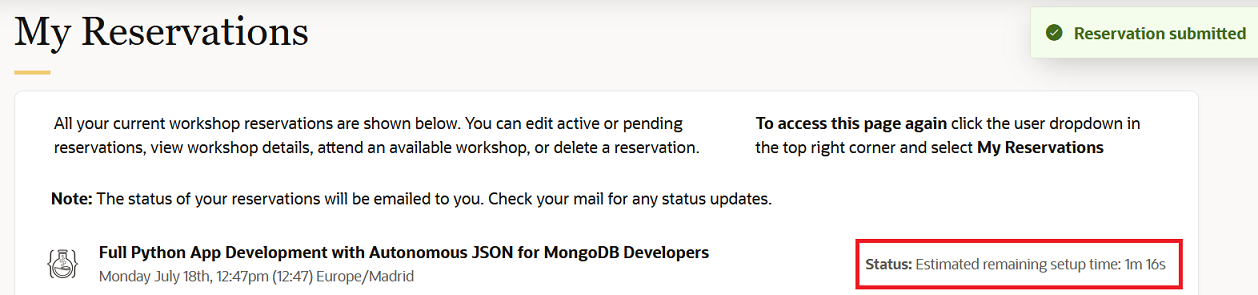 My Reservations
Reservation submitted
All your current workshop reservations are shown below. You can edit active or pending
reservations, view workshop details, attend an available workshop, or delete a reservation.
To access this page again click the user dropdown in
the top right corner and select My Reservations
Note: The status of your reservations will be emailed to you. Check your mail for any status updates.
Full Python App Development with Autonomous JSON for MongoDB Developers
Monday July 18th, 12:47pm (12:47) Europe/Madrid
Status: Estimated remaining setup time: 1m 16s